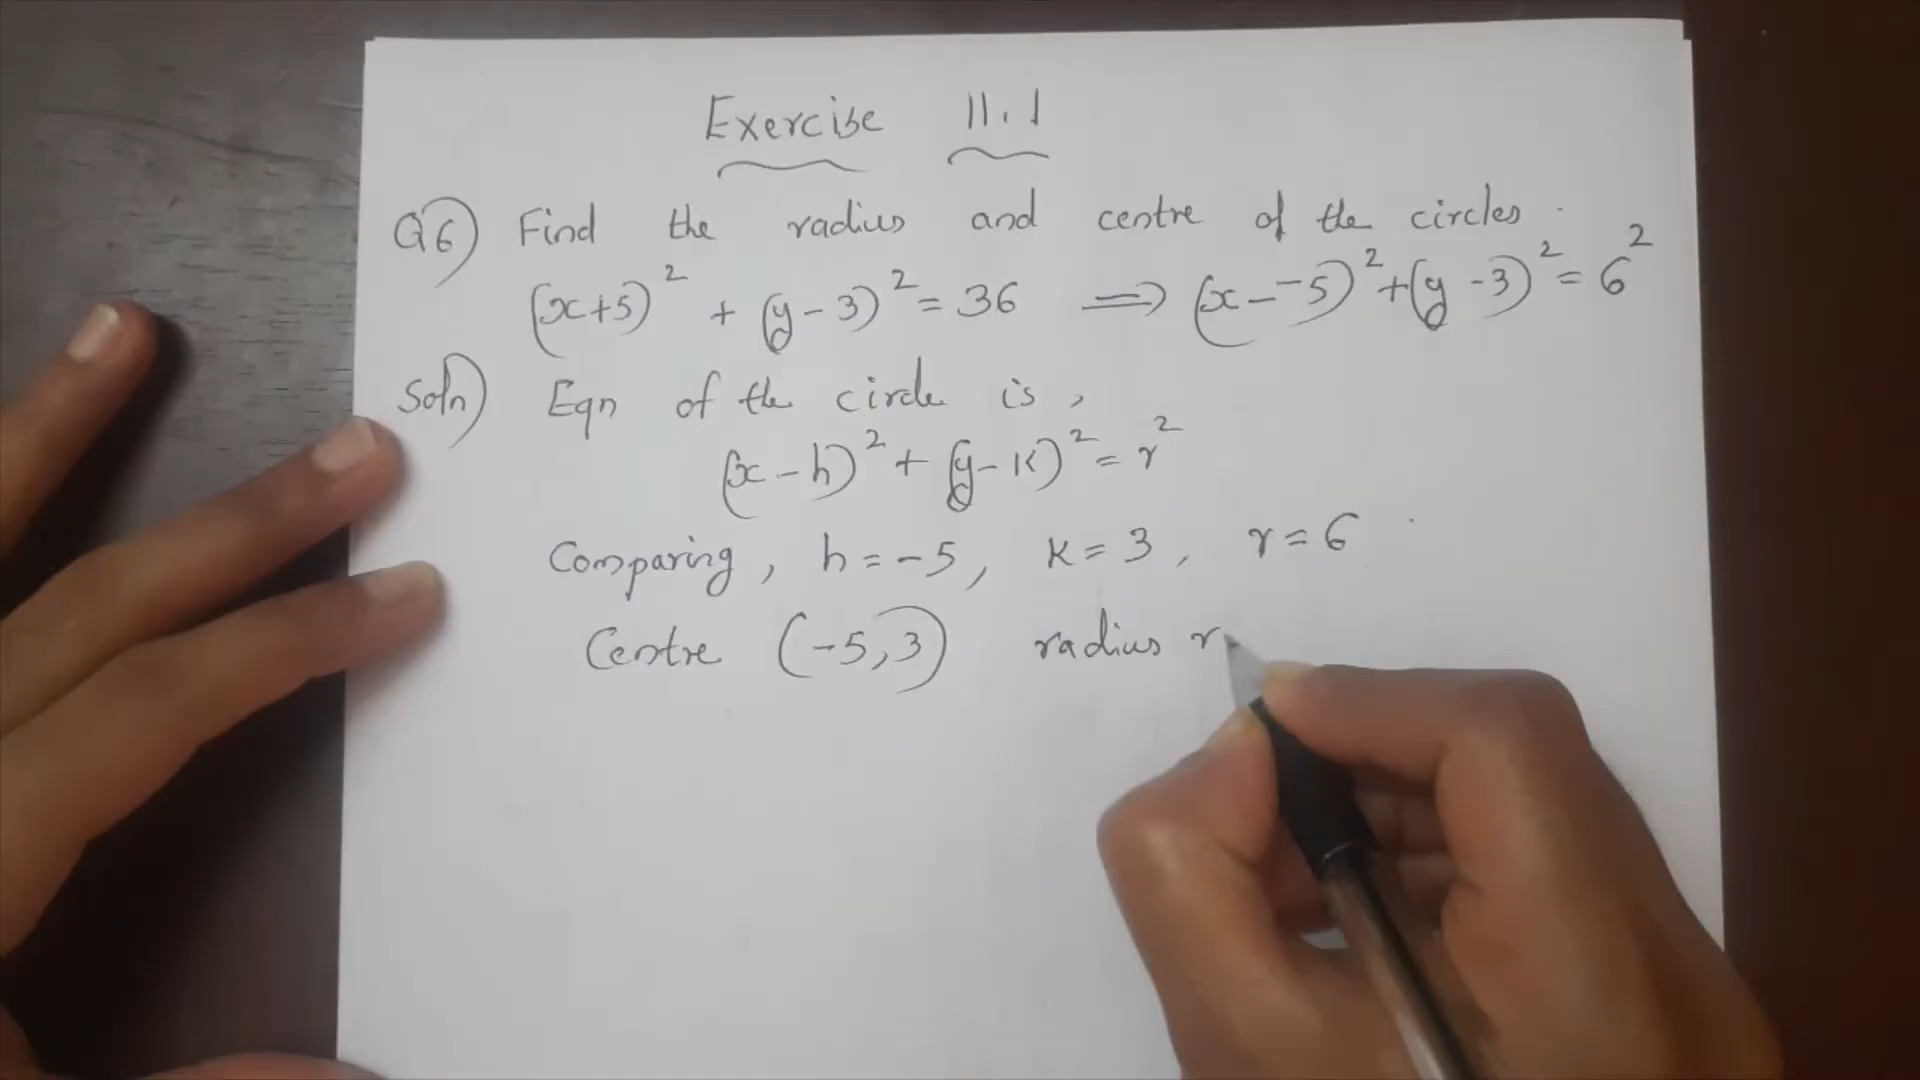 Exercise 11.1
Q6) Find the radius and centre of the circles.
(x+5)² + (y-3)² = 36 ⟹ (x--5)² + (y-3)² = 6²
Soln) Eqn of the circle is,
(x-h)² + (y-k)² = r²
Comparing, h = -5, k = 3, r = 6
Centre (-5,3) radius r